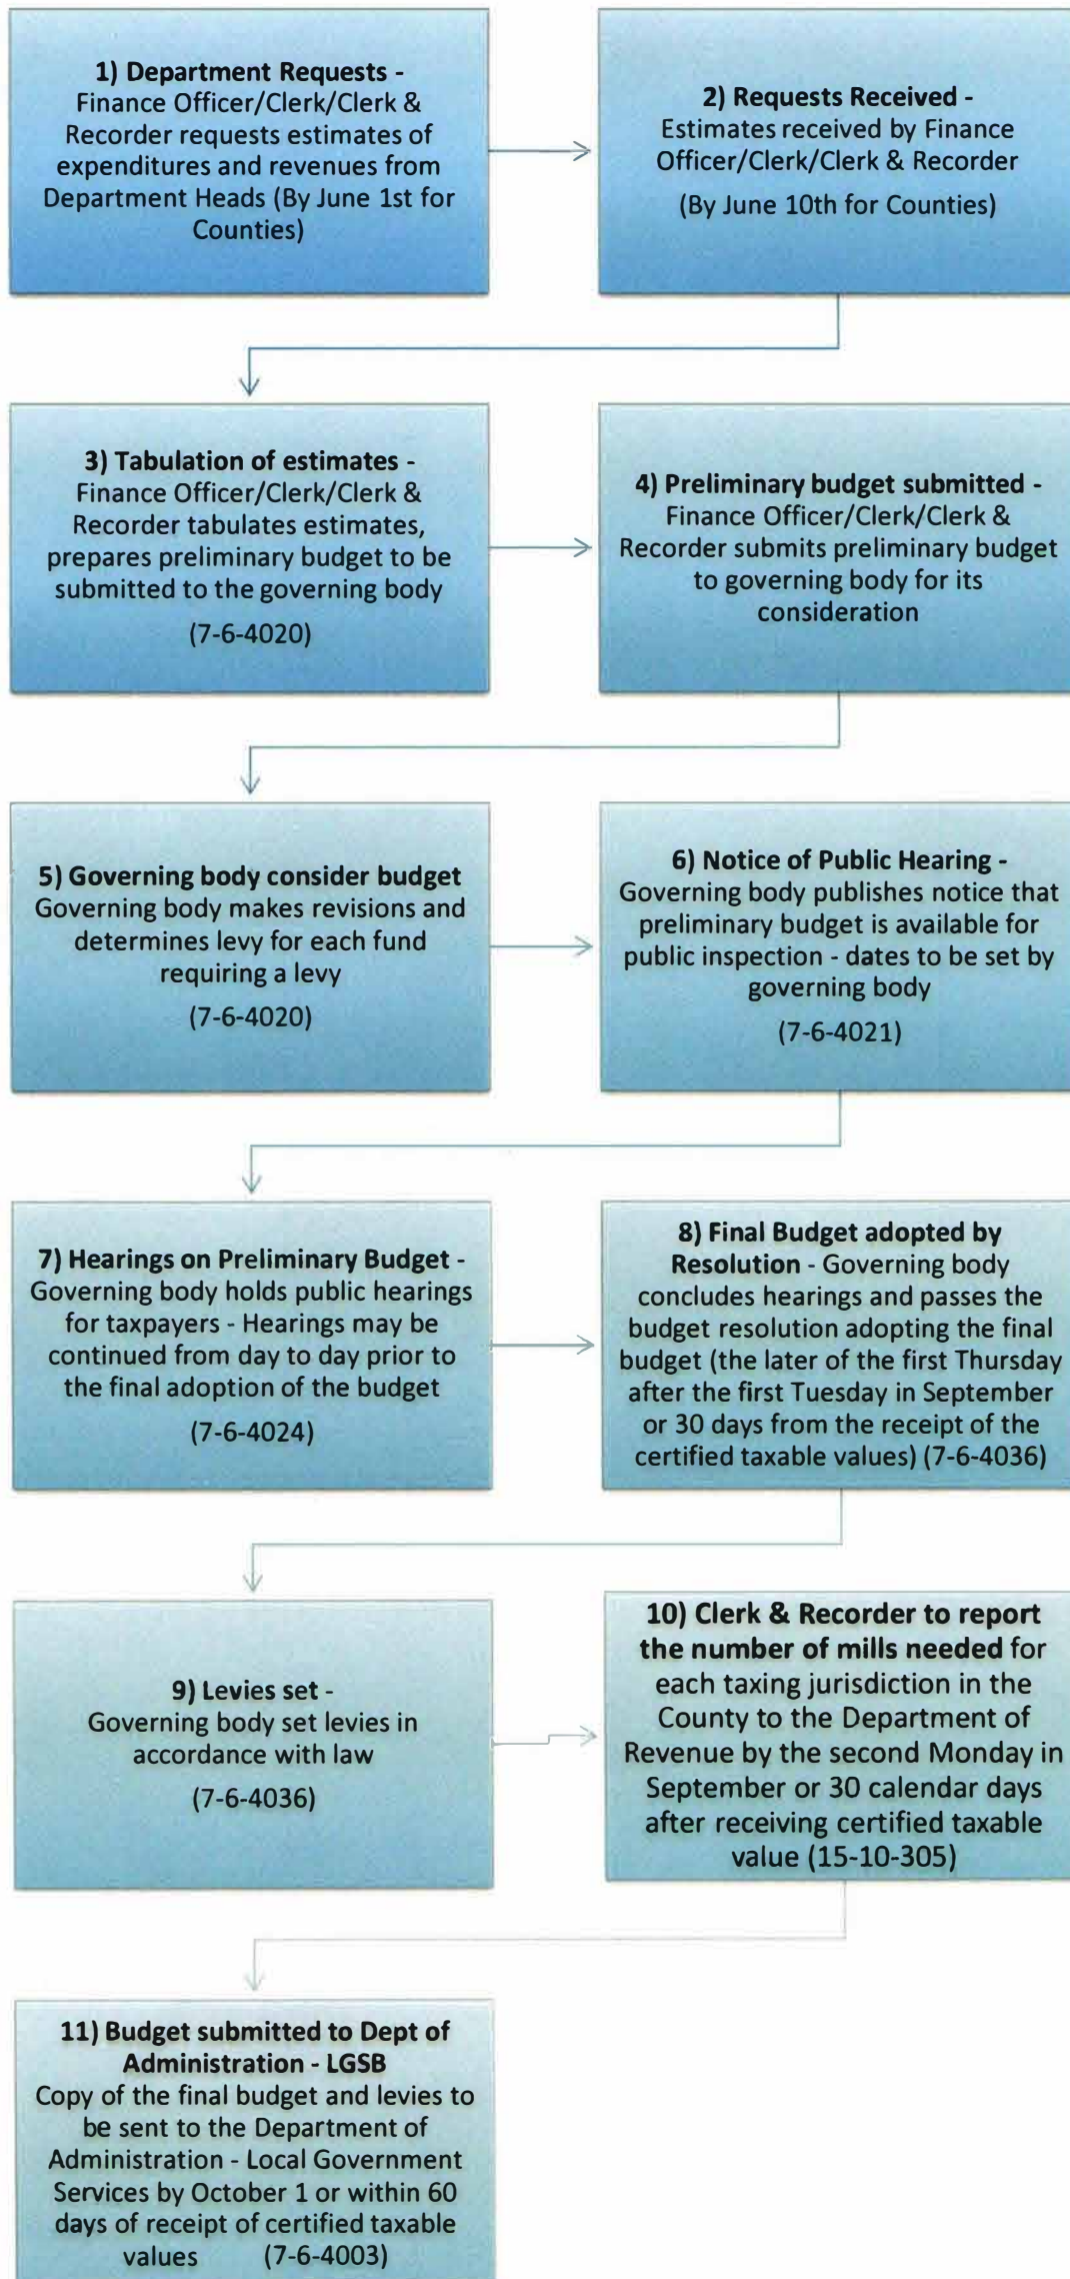 1) Department Requests -
Finance Officer/Clerk/Clerk &
Recorder requests estimates of
expenditures and revenues from
Department Heads (By June 1st for
Counties)
2) Requests Received -
Estimates received by Finance
Officer/Clerk/Clerk & Recorder
(By June 10th for Counties)
3) Tabulation of estimates -
Finance Officer/Clerk/Clerk &
Recorder tabulates estimates,
prepares preliminary budget to be
submitted to the governing body
(7-6-4020)
4) Preliminary budget submitted -
Finance Officer/Clerk/Clerk &
Recorder submits preliminary budget
to governing body for its
consideration
5) Governing body consider budget
Governing body makes revisions and
determines levy for each fund
requiring a levy
(7-6-4020)
6) Notice of Public Hearing -
Governing body publishes notice that
preliminary budget is available for
public inspection - dates to be set by
governing body
(7-6-4021)
7) Hearings on Preliminary Budget -
Governing body holds public hearings
for taxpayers - Hearings may be
continued from day to day prior to
the final adoption of the budget
(7-6-4024)
8) Final Budget adopted by
Resolution - Governing body
concludes hearings and passes the
budget resolution adopting the final
budget (the later of the first Thursday
after the first Tuesday in September
or 30 days from the receipt of the
certified taxable values) (7-6-4036)
9) Levies set -
Governing body set levies in
accordance with law
(7-6-4036)
10) Clerk & Recorder to report
the number of mills needed for
each taxing jurisdiction in the
County to the Department of
Revenue by the second Monday in
September or 30 calendar days
after receiving certified taxable
value (15-10-305)
11) Budget submitted to Dept of
Administration - LGSB
Copy of the final budget and levies to
be sent to the Department of
Administration - Local Government
Services by October 1 or within 60
days of receipt of certified taxable
values (7-6-4003)